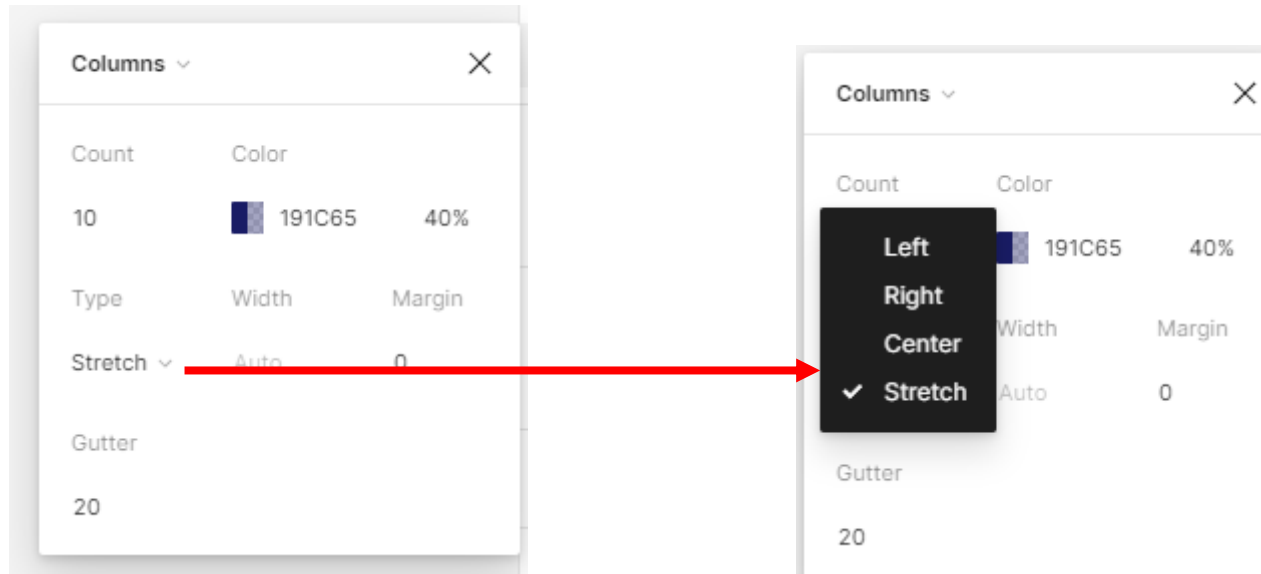 Columns
Count Color
10 191C65 40%
Type Width Margin
Stretch Auto 0
Gutter
20
Columns
Count Color
Left
191C65 40%
Right
Width Margin
Center
Stretch
Auto 0
Gutter
20